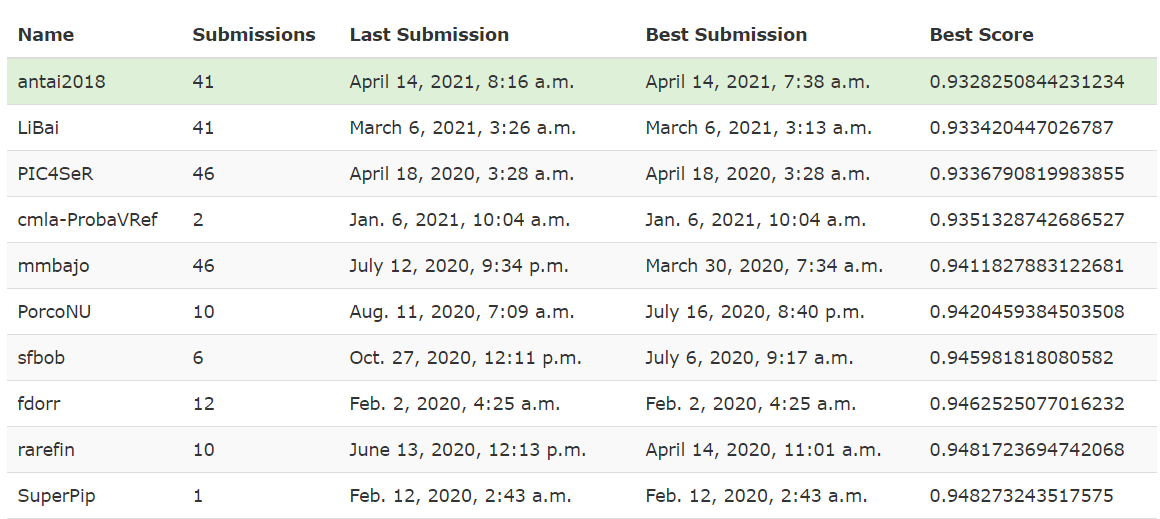 Name Submissions Last Submission Best Submission Best Score
antai2018 41 April 14, 2021, 8:16 a.m. April 14, 2021, 7:38 a.m. 0.9328250844231234
LiBai 41 March 6, 2021, 3:26 a.m. March 6, 2021, 3:13 a.m. 0.933420447026787
PIC4SeR 46 April 18, 2020, 3:28 a.m. April 18, 2020, 3:28 a.m. 0.9336790819983855
cmla-ProbaVRef 2 Jan. 6, 2021, 10:04 a.m. Jan. 6, 2021, 10:04 a.m. 0.9351328742686527
mmbajo 46 July 12, 2020, 9:34 p.m. March 30, 2020, 7:34 a.m. 0.9411827883122681
PorcoNU 10 Aug. 11, 2020, 7:09 a.m. July 16, 2020, 8:40 p.m. 0.9420459384503508
sfbob 6 Oct. 27, 2020, 12:11 p.m. July 6, 2020, 9:17 a.m. 0.945981818080582
fdorr 12 Feb. 2, 2020, 4:25 a.m. Feb. 2, 2020, 4:25 a.m. 0.9462525077016232
rarefin 10 June 13, 2020, 12:13 p.m. April 14, 2020, 11:01 a.m. 0.9481723694742068
SuperPip 1 Feb. 12, 2020, 2:43 a.m. Feb. 12, 2020, 2:43 a.m. 0.948273243517575